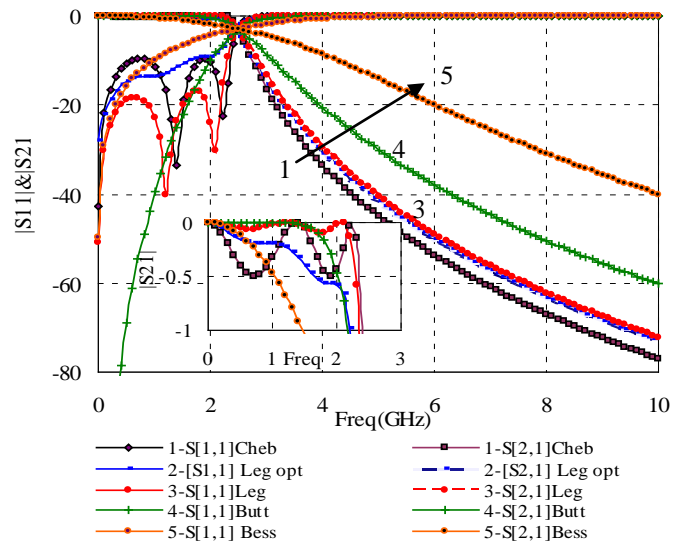 0
-20
-40
-60
-80
|S11|&|S21|
0 2 4 6 8 10
Freq(GHz)
5
4
1
3
0
-0.5
-1
|S21|
0 1 2 3
Freq
1-S[1,1]Cheb
1-S[2,1]Cheb
2-[S1,1] Leg opt
2-[S2,1] Leg opt
3-S[1,1]Leg
3-S[2,1]Leg
4-S[1,1]Butt
4-S[2,1]Butt
5-S[1,1] Bess
5-S[2,1]Bess